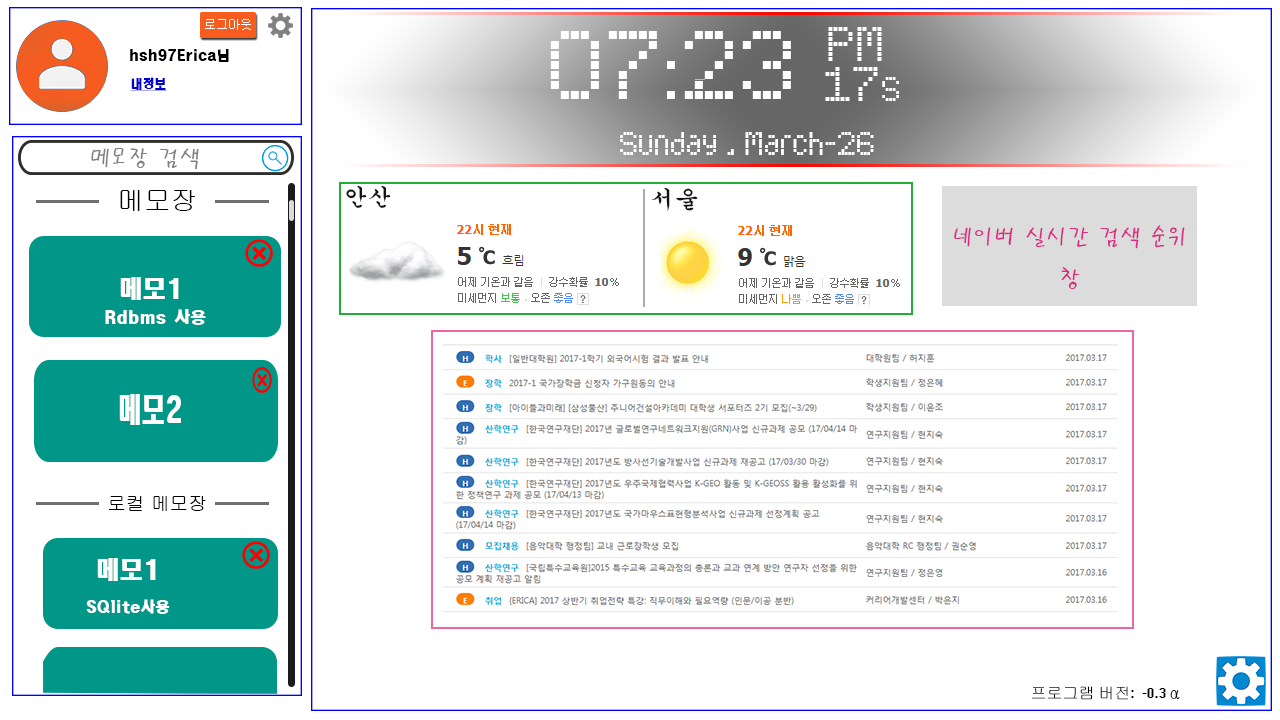 로그아웃
hsh97Erica님
내정보
메모장 검색
메모장
메모1
Rdbms 사용
메모2
로컬 메모장
메모1
SQlite사용
07:23 PM
17s
Sunday . March-26
안산
22시 현재
5 ℃ 흐림
어제 기온과 같음 | 강수확률 10%
미세먼지 보통 · 오존 좋음 ?
서울
22시 현재
9 ℃ 맑음
어제 기온과 같음 | 강수확률 10%
미세먼지 나쁨 · 오존 좋음 ?
네이버 실시간 검색 순위
창
H 학사 [일반대학원] 2017-1학기 외국어시험 결과 발표 안내 대학원팀 / 허지훈 2017.03.17
E 장학 2017-1 국가장학금 신청자 가구원동의 안내 학생지원팀 / 정은혜 2017.03.17
H 장학 [아이들과미래] [삼성물산] 주니어건설아카데미 대학생 서포터즈 2기 모집(~3/29) 학생지원팀 / 이윤조 2017.03.17
H 산학연구 [한국연구재단] 2017년 글로벌연구네트워크지원(GRN)사업 신규과제 공모 (17/04/14 마
감) 연구지원팀 / 현지숙 2017.03.17
H 산학연구 [한국연구재단] 2017년도 방사선기술개발사업 신규과제 재공고 (17/03/30 마감) 연구지원팀 / 현지숙 2017.03.17
H 산학연구 [한국연구재단] 2017년도 우주국제협력사업 K-GEO 활동 및 K-GEOSS 활용 활성화를 위
한 정책연구 과제 공모 (17/04/13 마감) 연구지원팀 / 현지숙 2017.03.17
H 산학연구 [한국연구재단] 2017년도 국가마우스표현형분석사업 신규과제 선정계획 공고
(17/04/14 마감) 연구지원팀 / 현지숙 2017.03.17
H 모집채용 [음악대학 행정팀] 교내 근로장학생 모집 음악대학 RC 행정팀 / 권순영 2017.03.17
H 산학연구 [국립특수교육원]2015 특수교육 교육과정의 총론과 교과 연계 방안 연구자 선정을 위한
공모 계획 재공고 알림 연구지원팀 / 정은영 2017.03.16
E 취업 {ERICA] 2017 상반기 취업전략 특강: 직무이해와 필요역량 (인문/이공 분반) 커리어개발센터 / 박은지 2017.03.16
프로그램 버전: -0.3 α